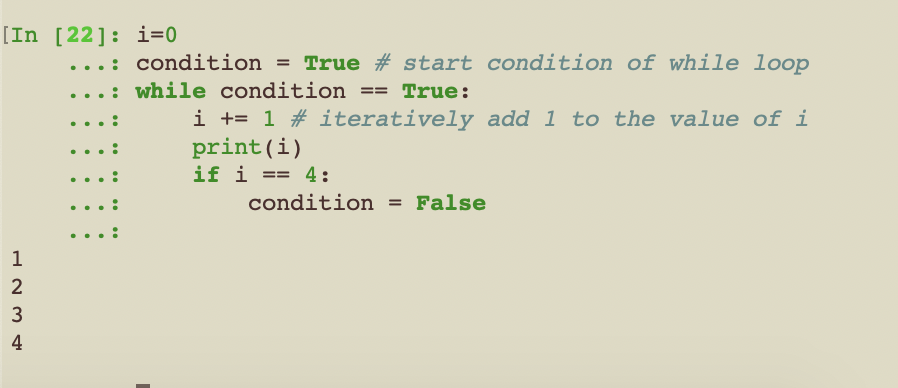 [In [22]: i=0
...: condition = True # start condition of while loop
...: while condition == True:
...:     i += 1 # iteratively add 1 to the value of i
...:     print(i)
...:     if i == 4:
...:         condition = False
...:
1
2
3
4